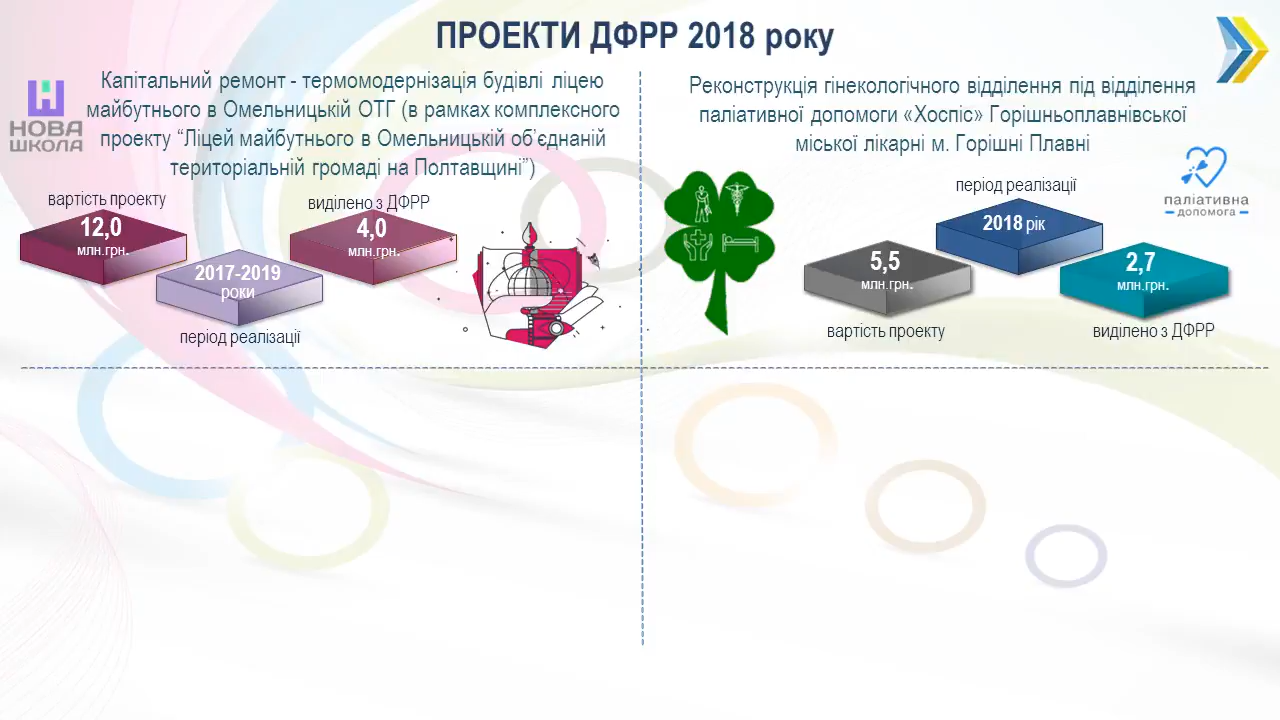 ПРОЕКТИ ДФРР 2018 року
Капітальний ремонт - термомодернізація будівлі ліцею
майбутнього в Омельницькій ОТГ (в рамках комплексного
проекту “Ліцей майбутнього в Омельницькій об’єднаній
територіальній громаді на Полтавщині”)
НОВА
ШКОЛА
вартість проекту
12,0
млн.грн.
2017-2019
роки
період реалізації
виділено з ДФРР
4,0
млн.грн.
Реконструкція гінекологічного відділення під відділення
паліативної допомоги «Хоспіс» Горішньоплавнівської
міської лікарні м. Горішні Плавні
паліативна
допомога
період реалізації
2018 рік
5,5
млн.грн.
вартість проекту
2,7
млн.грн.
виділено з ДФРР